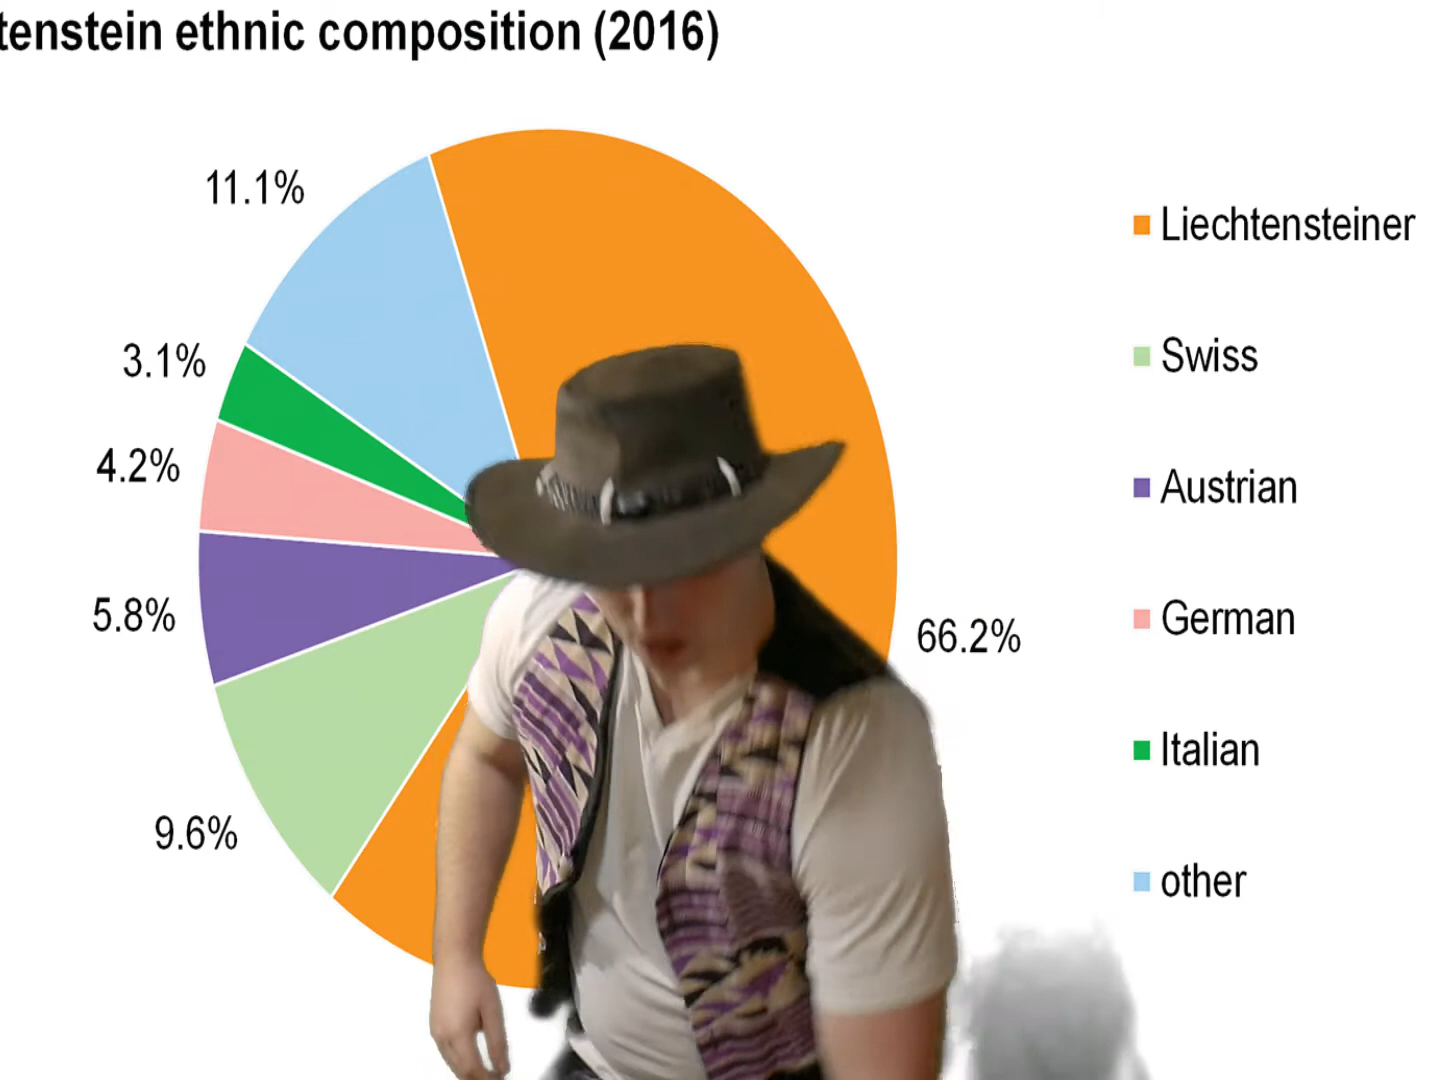 tenstein ethnic composition (2016)
11.1%
3.1%
4.2%
5.8%
9.6%
66.2%
Liechtensteiner
Swiss
Austrian
German
Italian
other